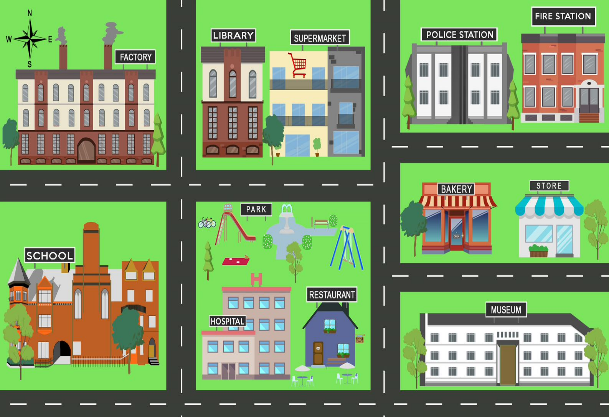 N
W E
S
FACTORY
LIBRARY
SUPERMARKET
POLICE STATION
FIRE STATION
BAKERY
STORE
SCHOOL
PARK
H
HOSPITAL
RESTAURANT
MUSEUM